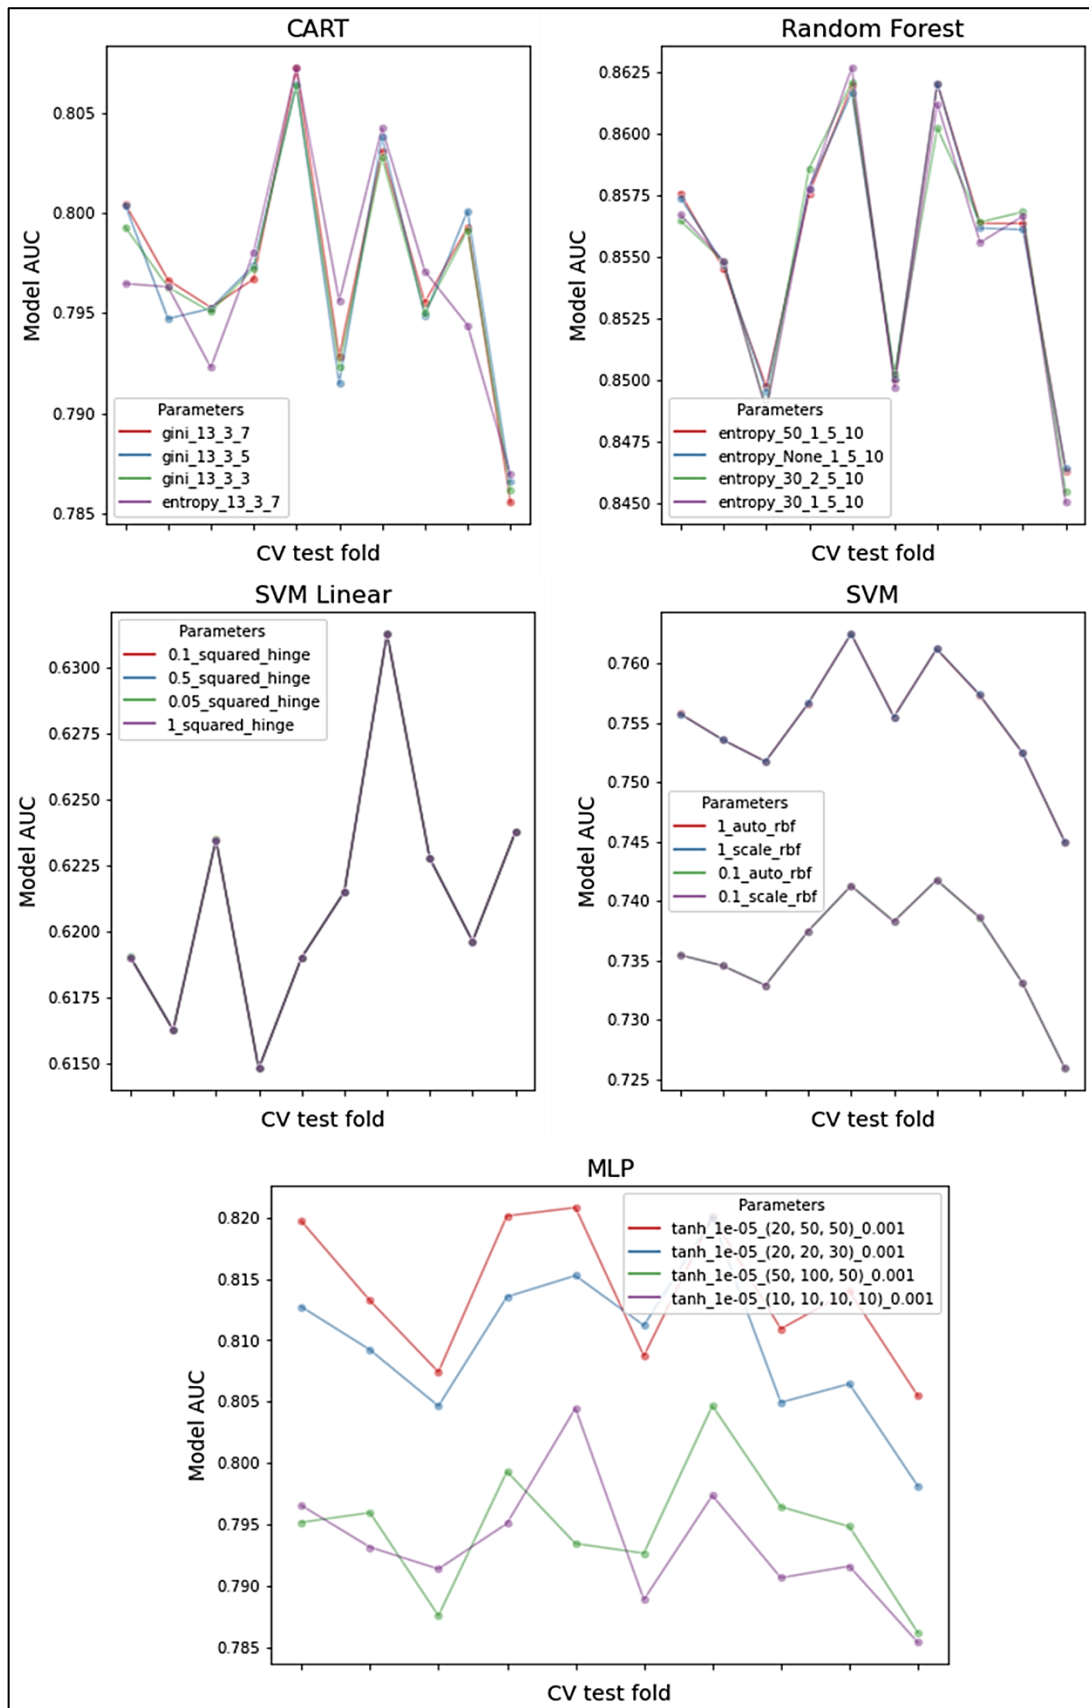 CART
Model AUC
0.805
0.800
0.795
0.790
0.785
Parameters
gini_13_3_7
gini_13_3_5
gini_13_3_3
entropy_13_3_7
CV test fold
Random Forest
Model AUC
0.8625
0.8600
0.8575
0.8550
0.8525
0.8500
0.8475
0.8450
Parameters
entropy_50_1_5_10
entropy_None_1_5_10
entropy_30_2_5_10
entropy_30_1_5_10
CV test fold
SVM Linear
Model AUC
0.6300
0.6275
0.6250
0.6225
0.6200
0.6175
0.6150
Parameters
0.1_squared_hinge
0.5_squared_hinge
0.05_squared_hinge
1_squared_hinge
CV test fold
SVM
Model AUC
0.760
0.755
0.750
0.745
0.740
0.735
0.730
0.725
Parameters
1_auto_rbf
1_scale_rbf
0.1_auto_rbf
0.1_scale_rbf
CV test fold
MLP
Model AUC
0.820
0.815
0.810
0.805
0.800
0.795
0.790
0.785
Parameters
tanh_1e-05_(20, 50, 50)_0.001
tanh_1e-05_(20, 20, 30)_0.001
tanh_1e-05_(50, 100, 50)_0.001
tanh_1e-05_(10, 10, 10, 10)_0.001
CV test fold